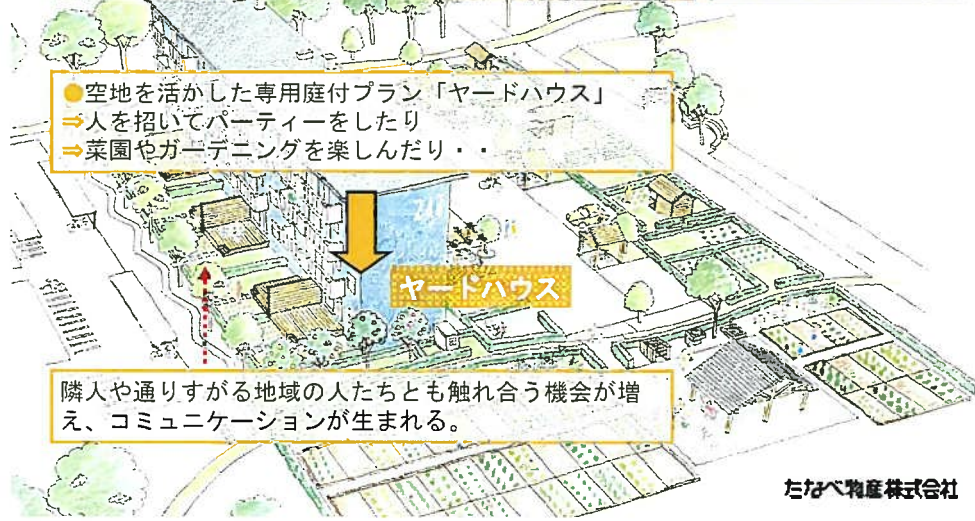 ●空地を活かした専用庭付プラン「ヤードハウス」
⇒人を招いてパーティーをしたり
⇒菜園やガーデニングを楽しんだり・・
ヤードハウス
隣人や通りすがる地域の人たちとも触れ合う機会が増
え、コミュニケーションが生まれる。
たなべ物産株式会社